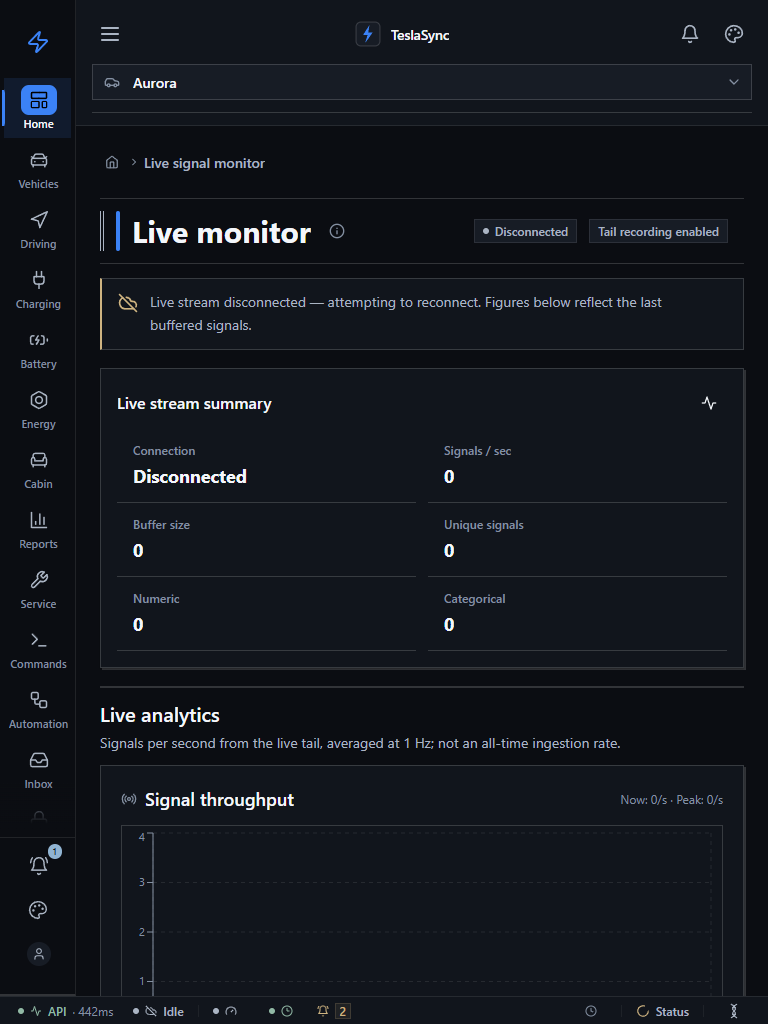 TeslaSync
Aurora
Home
Vehicles
Driving
Charging
Battery
Energy
Cabin
Reports
Service
Commands
Automation
Inbox
1
Live signal monitor
Live monitor
Disconnected
Tail recording enabled
Live stream disconnected — attempting to reconnect. Figures below reflect the last
buffered signals.
Live stream summary
Connection
Disconnected
Signals / sec
0
Buffer size
0
Unique signals
0
Numeric
0
Categorical
0
Live analytics
Signals per second from the live tail, averaged at 1 Hz; not an all-time ingestion rate.
Signal throughput
Now: 0/s · Peak: 0/s
4
3
2
1
API · 442ms
Idle
2
Status